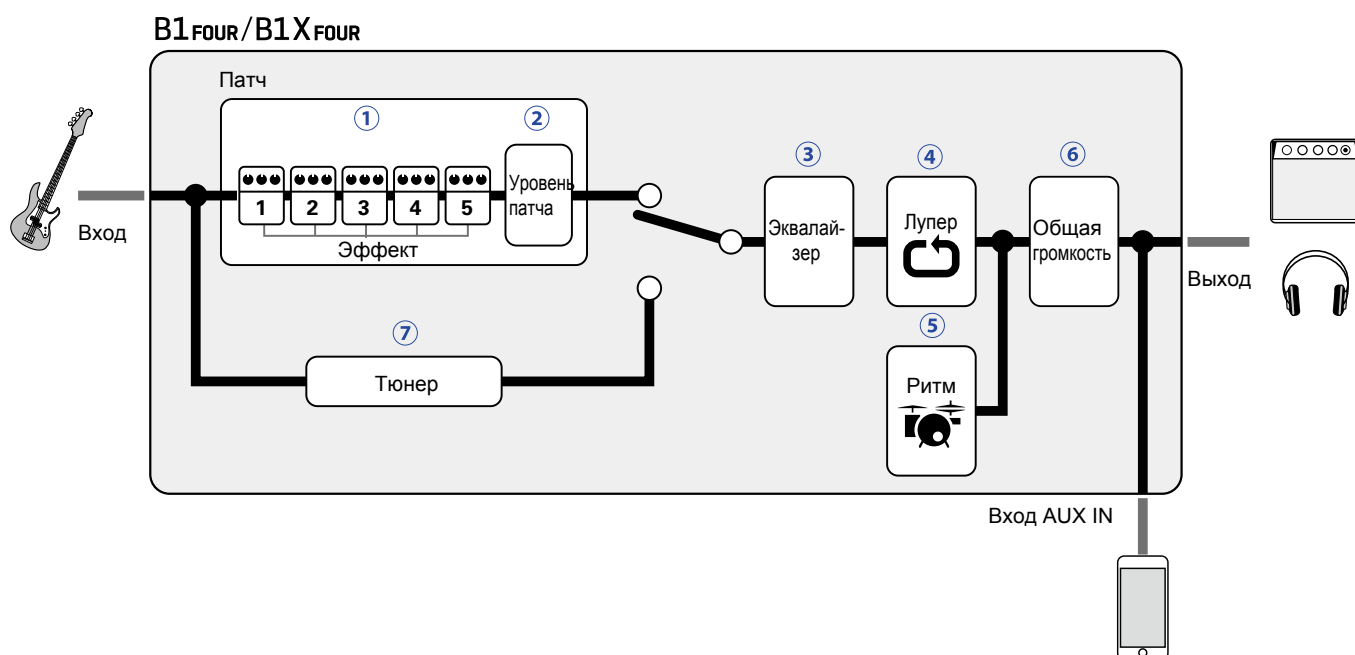 B1FOUR/B1XFOUR
Патч
① ②
Уровень
патча
1 2 3 4 5
Эффект
Вход
③ ④ ⑥
Эквалай-
зер
Лупер
Общая
громкость
Выход
⑤
Ритм
⑦
Тюнер
Вход AUX IN